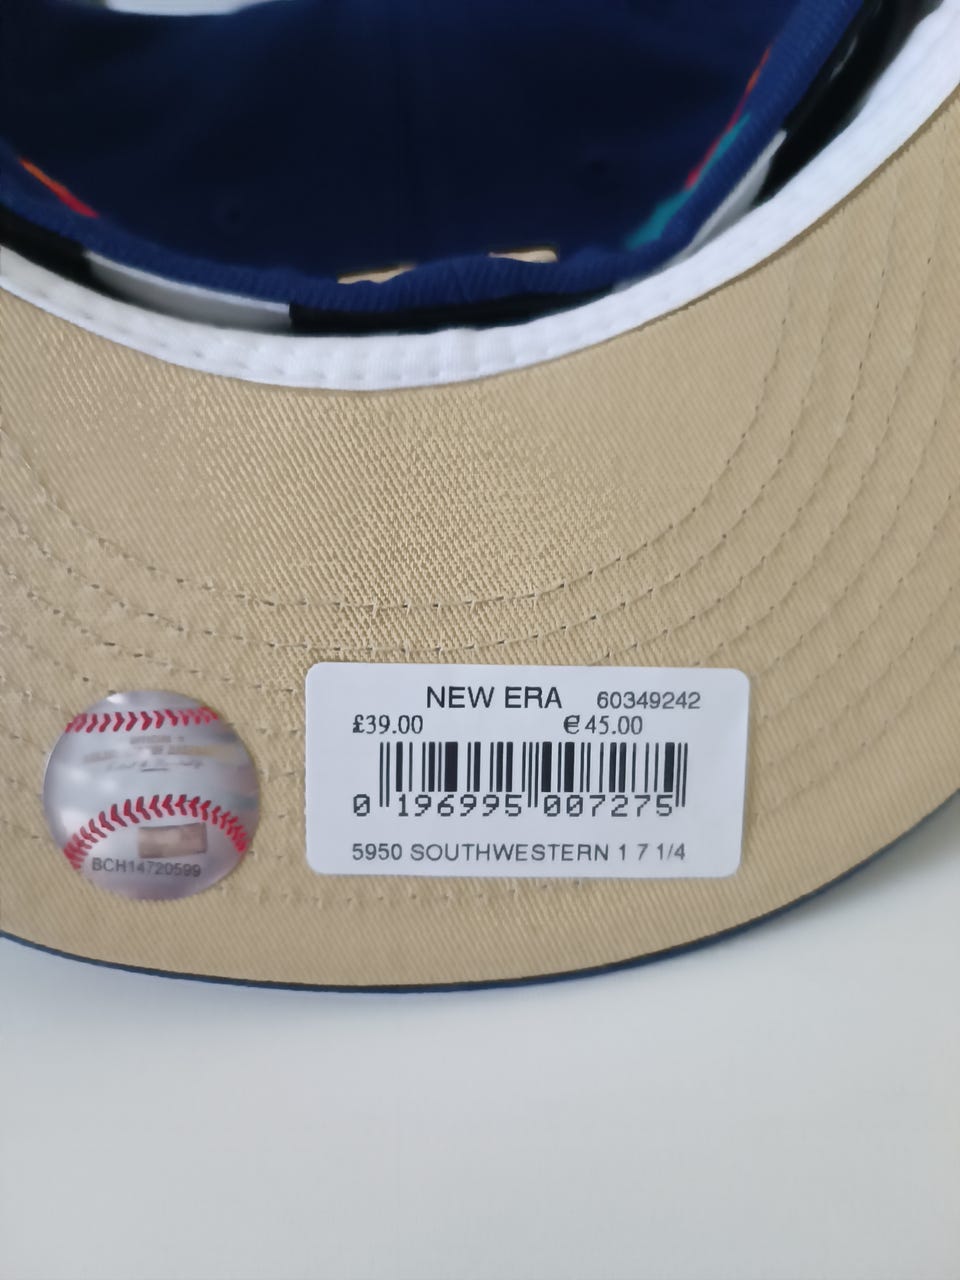 NEW ERA 60349242
£39.00 €45.00
0 196995 007275
5950 SOUTHWESTERN 1 7 1/4
BCH14720599